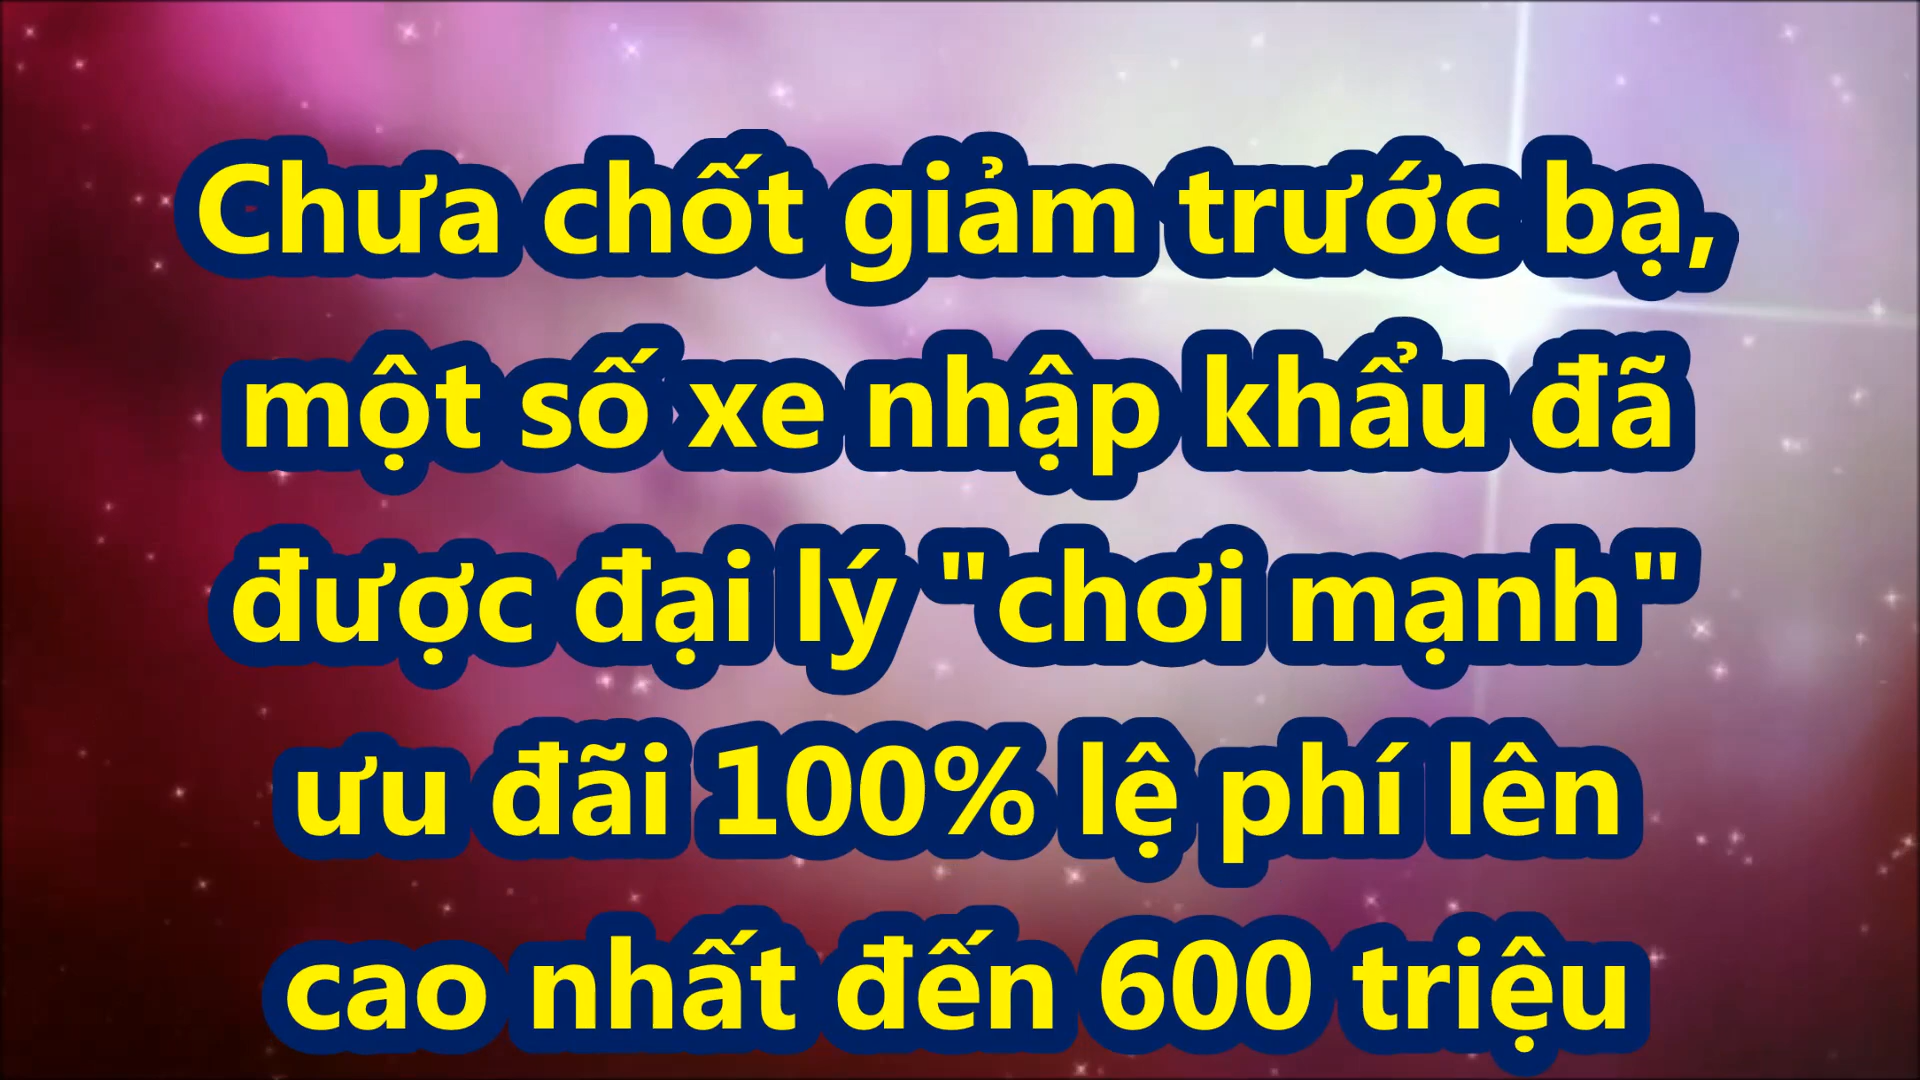 Chưa chốt giảm trước bạ,
một số xe nhập khẩu đã
được đại lý "chơi mạnh"
ưu đãi 100% lệ phí lên
cao nhất đến 600 triệu